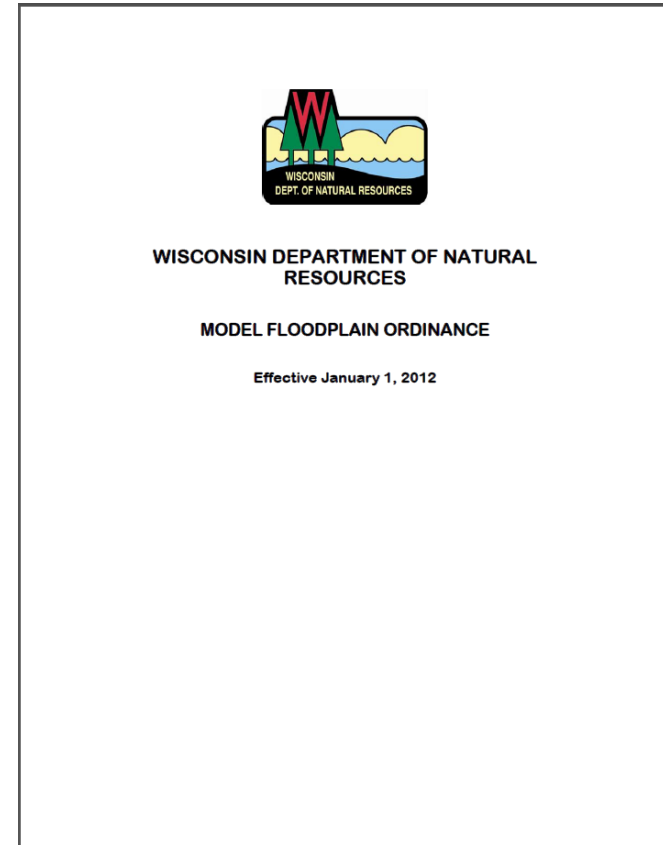 W
WISCONSIN
DEPT. OF NATURAL RESOURCES
WISCONSIN DEPARTMENT OF NATURAL
RESOURCES
MODEL FLOODPLAIN ORDINANCE
Effective January 1, 2012